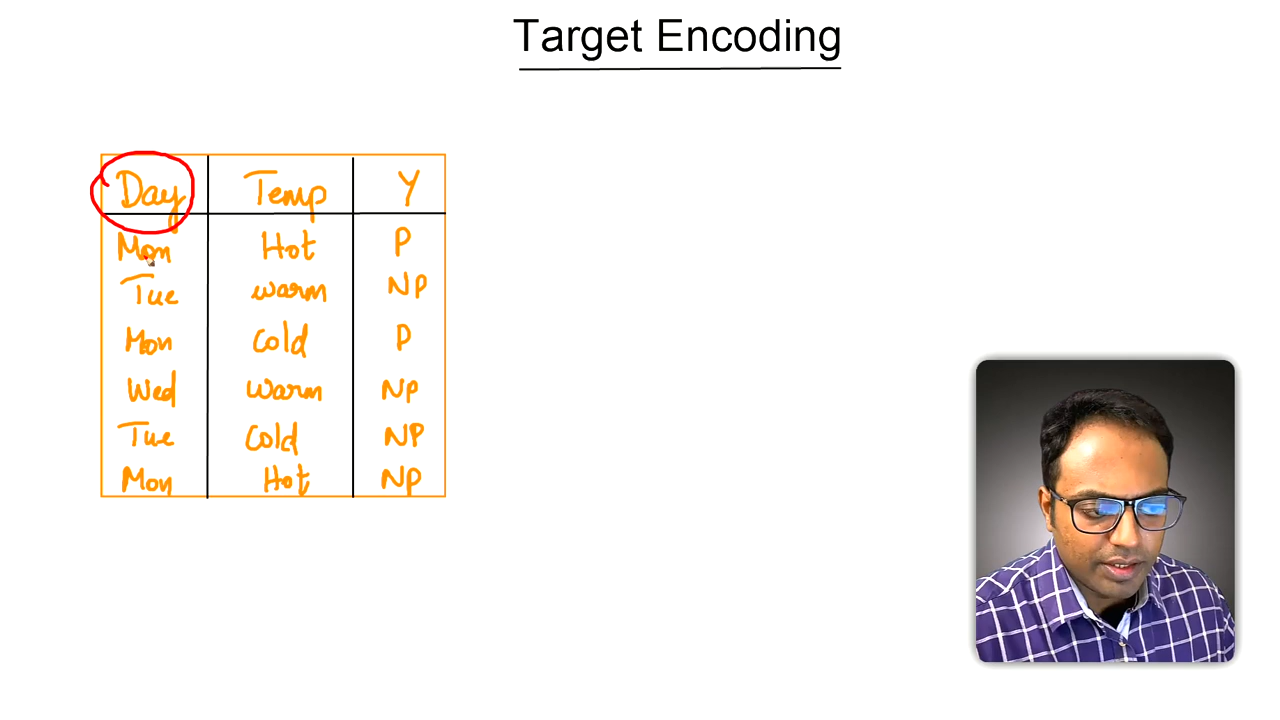 Target Encoding
Day Temp Y
Mon Hot P
Tue warm NP
Mon Cold P
Wed Warm NP
Tue Cold NP
Mon Hot NP